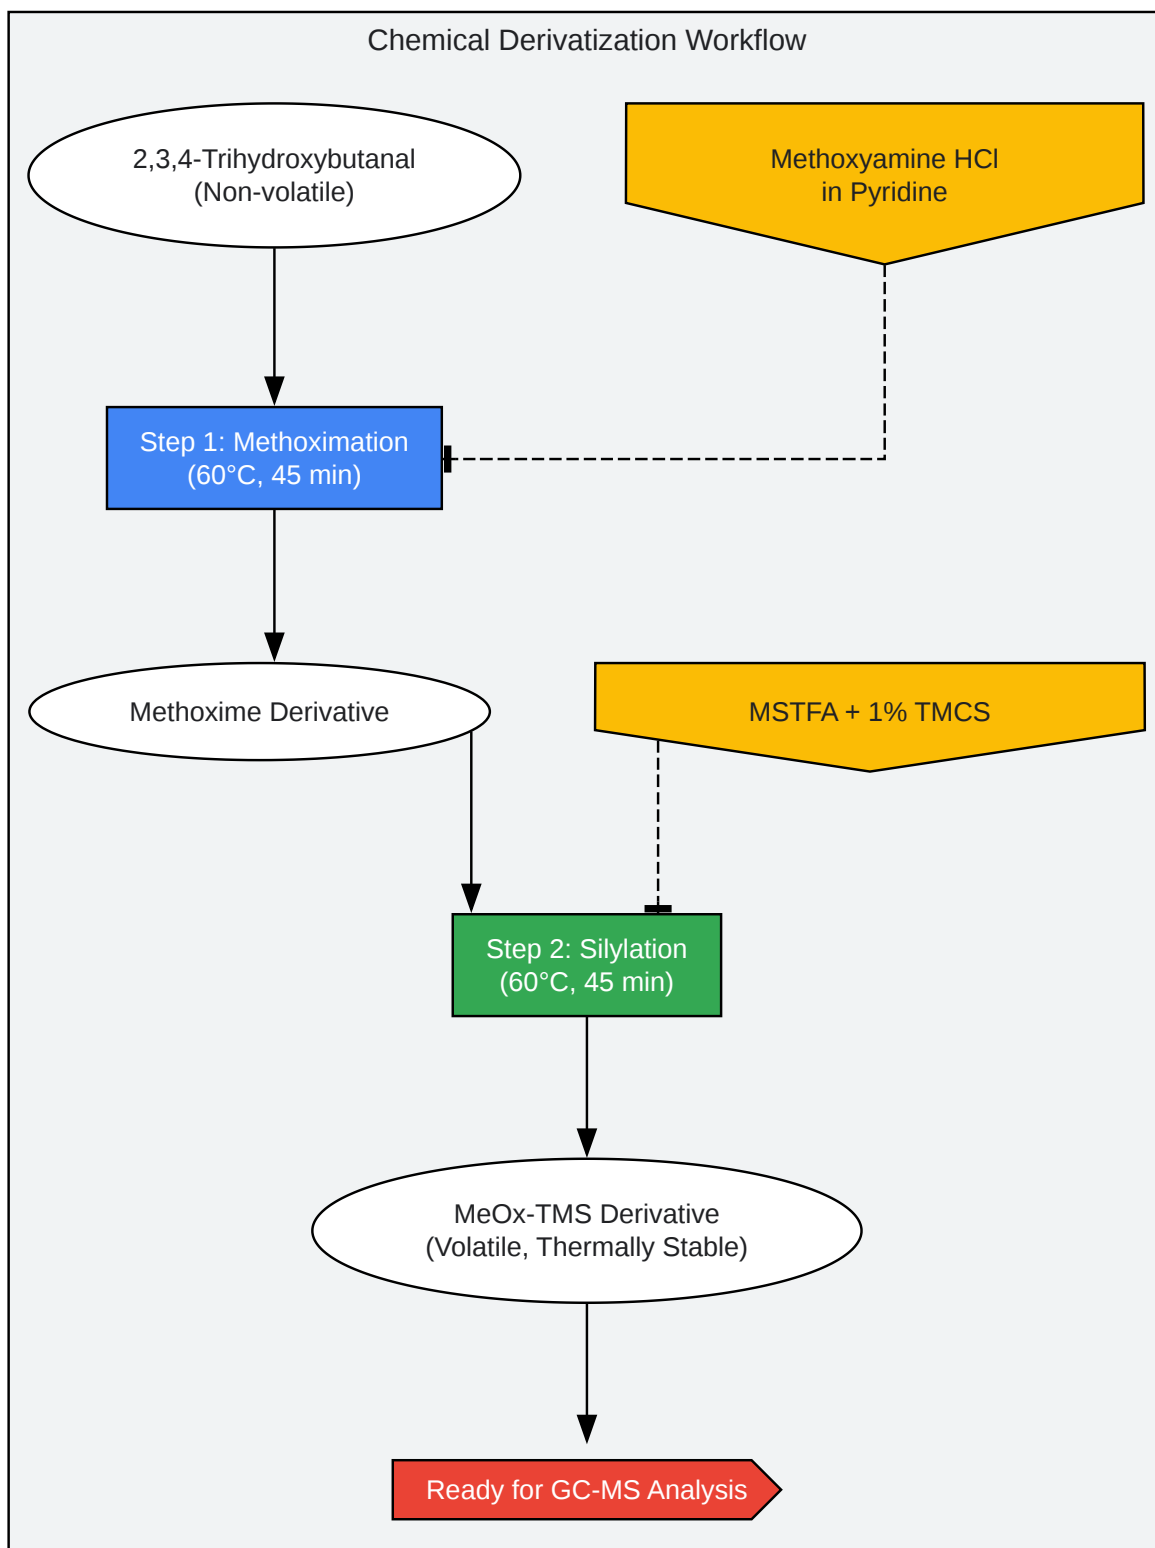 Chemical Derivatization Workflow
2,3,4-Trihydroxybutanal
(Non-volatile)
Methoxyamine HCl
in Pyridine
Step 1: Methoximation
(60°C, 45 min)
Methoxime Derivative
MSTFA + 1% TMCS
Step 2: Silylation
(60°C, 45 min)
MeOx-TMS Derivative
(Volatile, Thermally Stable)
Ready for GC-MS Analysis